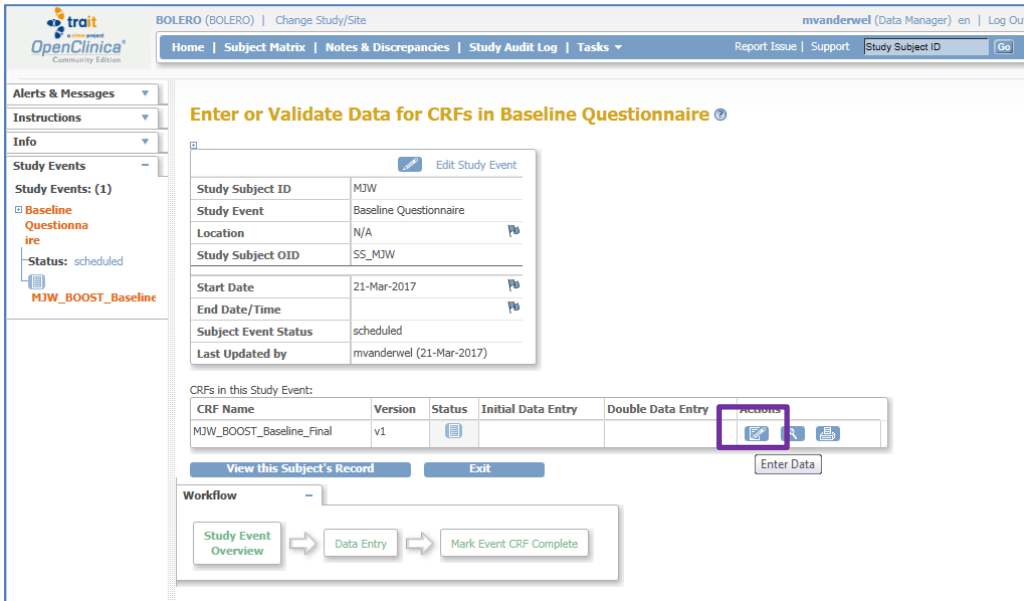 trait
a ctmm project
OpenClinica
Community Edition
BOLERO (BOLERO) | Change Study/Site
mvanderwel (Data Manager) en | Log Ou
Home | Subject Matrix | Notes & Discrepancies | Study Audit Log | Tasks
Report Issue | Support Study Subject ID Go
Alerts & Messages
Instructions
Info
Study Events
Study Events: (1)
Baseline
Questionna
ire
Status: scheduled
MJW_BOOST_Baseline
Enter or Validate Data for CRFs in Baseline Questionnaire
Edit Study Event
Study Subject ID MJW
Study Event Baseline Questionnaire
Location N/A
Study Subject OID SS_MJW
Start Date 21-Mar-2017
End Date/Time
Subject Event Status scheduled
Last Updated by mvanderwel (21-Mar-2017)
CRFs in this Study Event:
CRF Name Version Status Initial Data Entry Double Data Entry Actions
MJW_BOOST_Baseline_Final v1
Enter Data
View this Subject's Record Exit
Workflow
Study Event
Overview
Data Entry
Mark Event CRF Complete